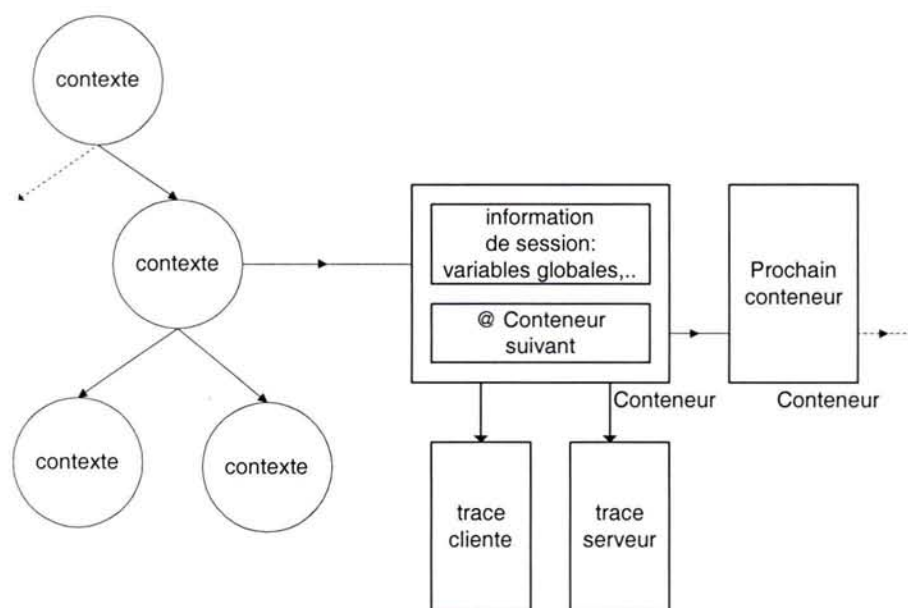 contexte
contexte
contexte
contexte
information
de session:
variables globales,..
@ Conteneur
suivant
Conteneur
Prochain
conteneur
Conteneur
trace
cliente
trace
serveur